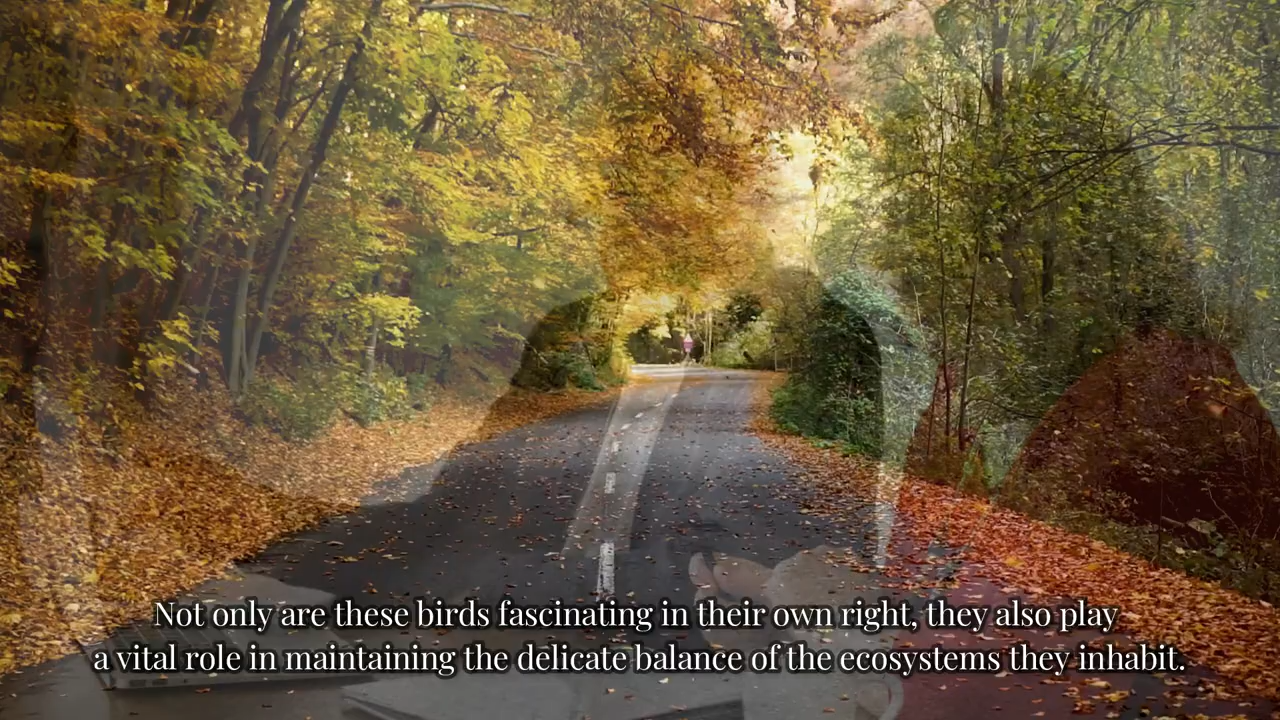 Not only are these birds fascinating in their own right, they also play
a vital role in maintaining the delicate balance of the ecosystems they inhabit.